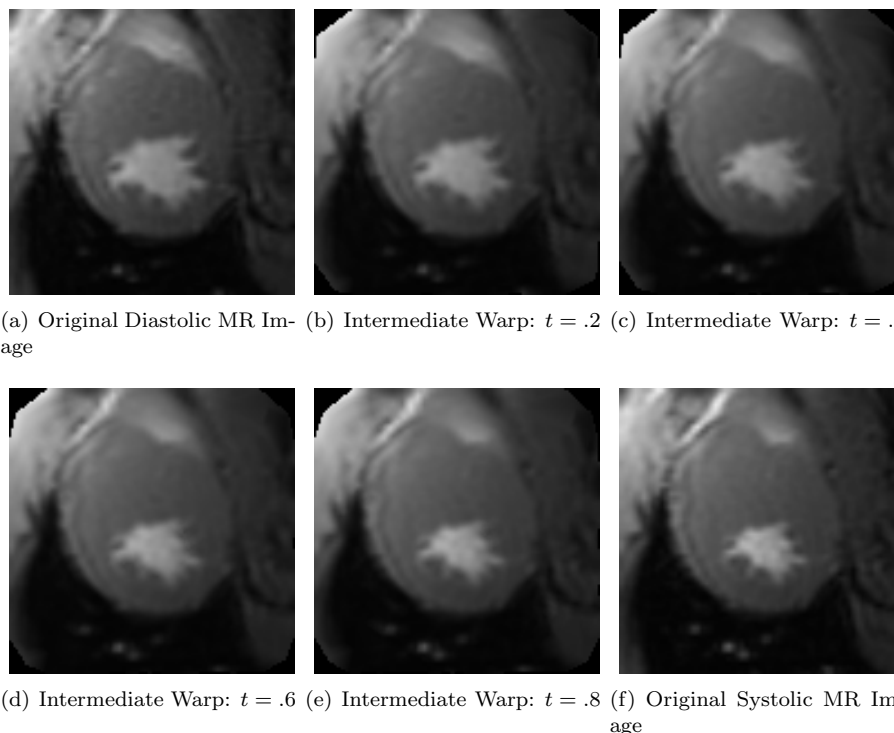 (a) Original Diastolic MR Im- (b) Intermediate Warp: t = .2 (c) Intermediate Warp: t = .
age
(d) Intermediate Warp: t = .6 (e) Intermediate Warp: t = .8 (f) Original Systolic MR Im
age